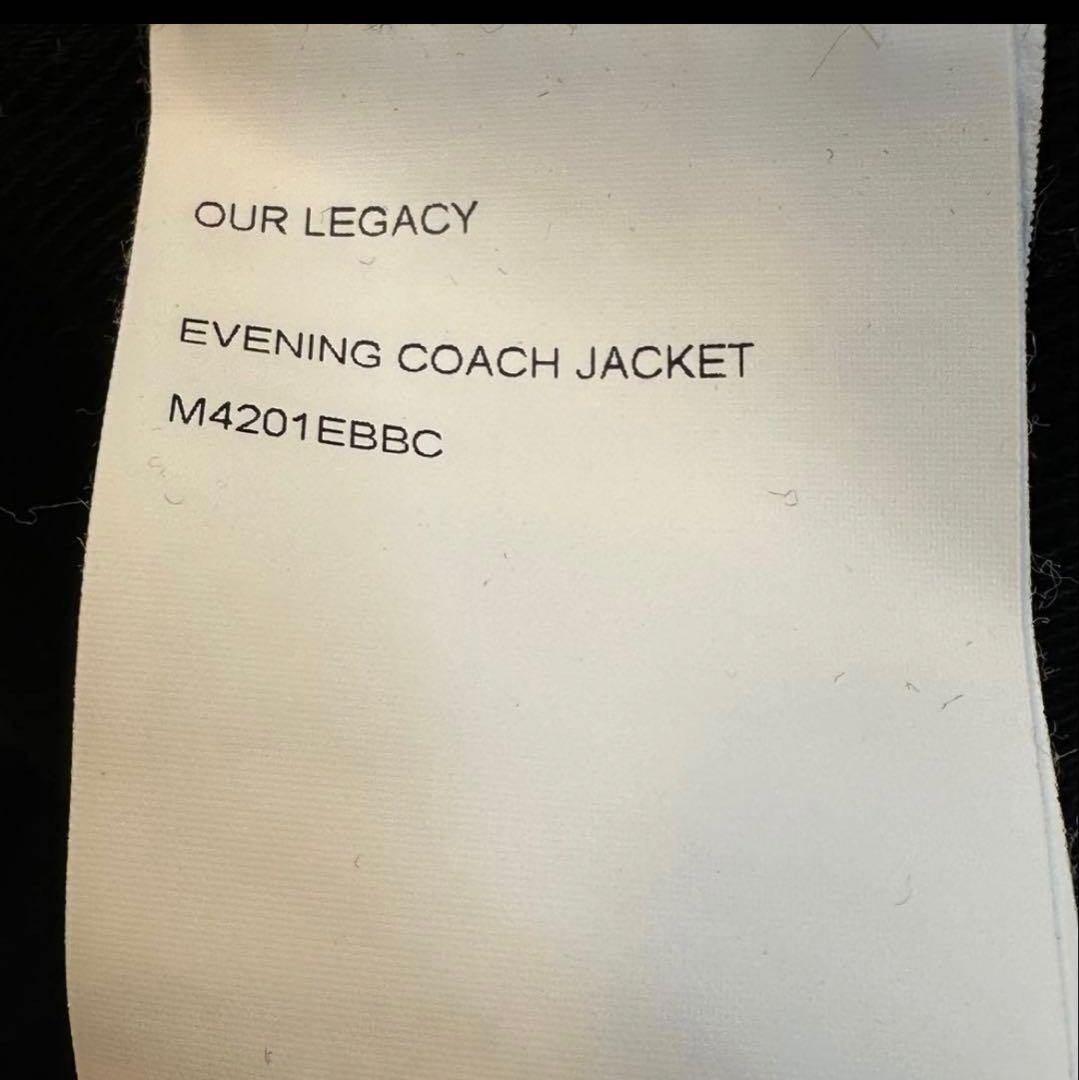 OUR LEGACY
EVENING COACH JACKET
M4201EBBC